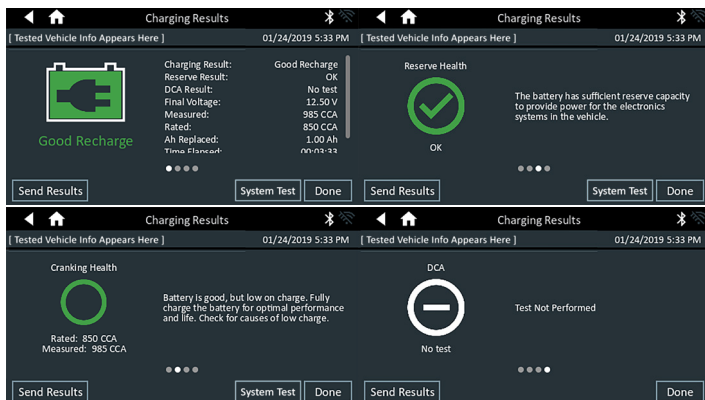 Charging Results
[ Tested Vehicle Info Appears Here ] 01/24/2019 5:33 PM
Charging Result: Good Recharge
Reserve Result: OK
DCA Result: No test
Final Voltage: 12.50 V
Measured: 985 CCA
Rated: 850 CCA
Ah Replaced: 1.00 Ah
Time Elapsed: 00:03:33
Good Recharge
Send Results System Test Done
Charging Results
[ Tested Vehicle Info Appears Here ] 01/24/2019 5:33 PM
Reserve Health
OK
The battery has sufficient reserve capacity
to provide power for the electronics
systems in the vehicle.
Send Results System Test Done
Charging Results
[ Tested Vehicle Info Appears Here ] 01/24/2019 5:33 PM
Cranking Health
Rated: 850 CCA
Measured: 985 CCA
Battery is good, but low on charge. Fully
charge the battery for optimal performance
and life. Check for causes of low charge.
Send Results System Test Done
Charging Results
[ Tested Vehicle Info Appears Here ] 01/24/2019 5:33 PM
DCA
No test
Test Not Performed
Send Results Done